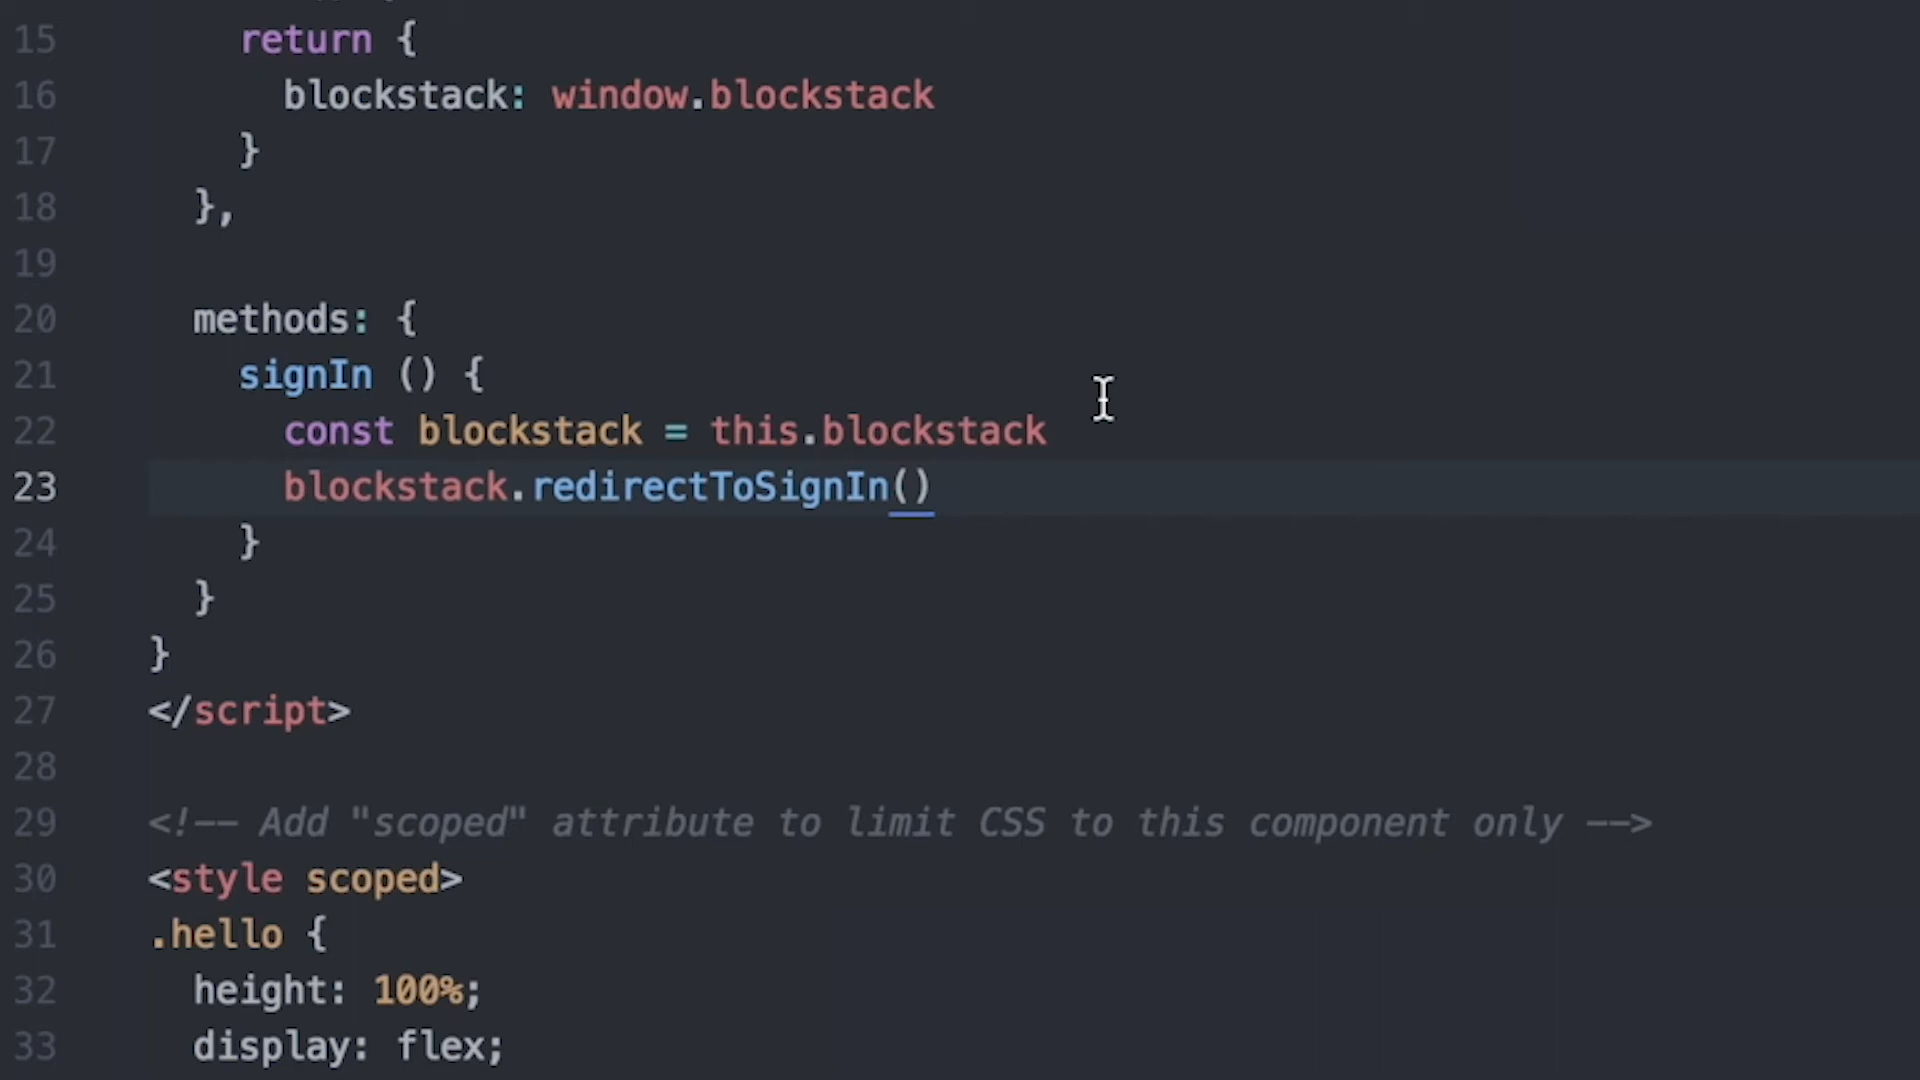 15 return {
16 blockstack: window.blockstack
17 }
18 },
19
20 methods: {
21 signIn () {
22 const blockstack = this.blockstack
23 blockstack.redirectToSignIn()
24 }
25 }
26 }
27 </script>
28
29 <!-- Add "scoped" attribute to limit CSS to this component only -->
30 <style scoped>
31 .hello {
32 height: 100%;
33 display: flex;